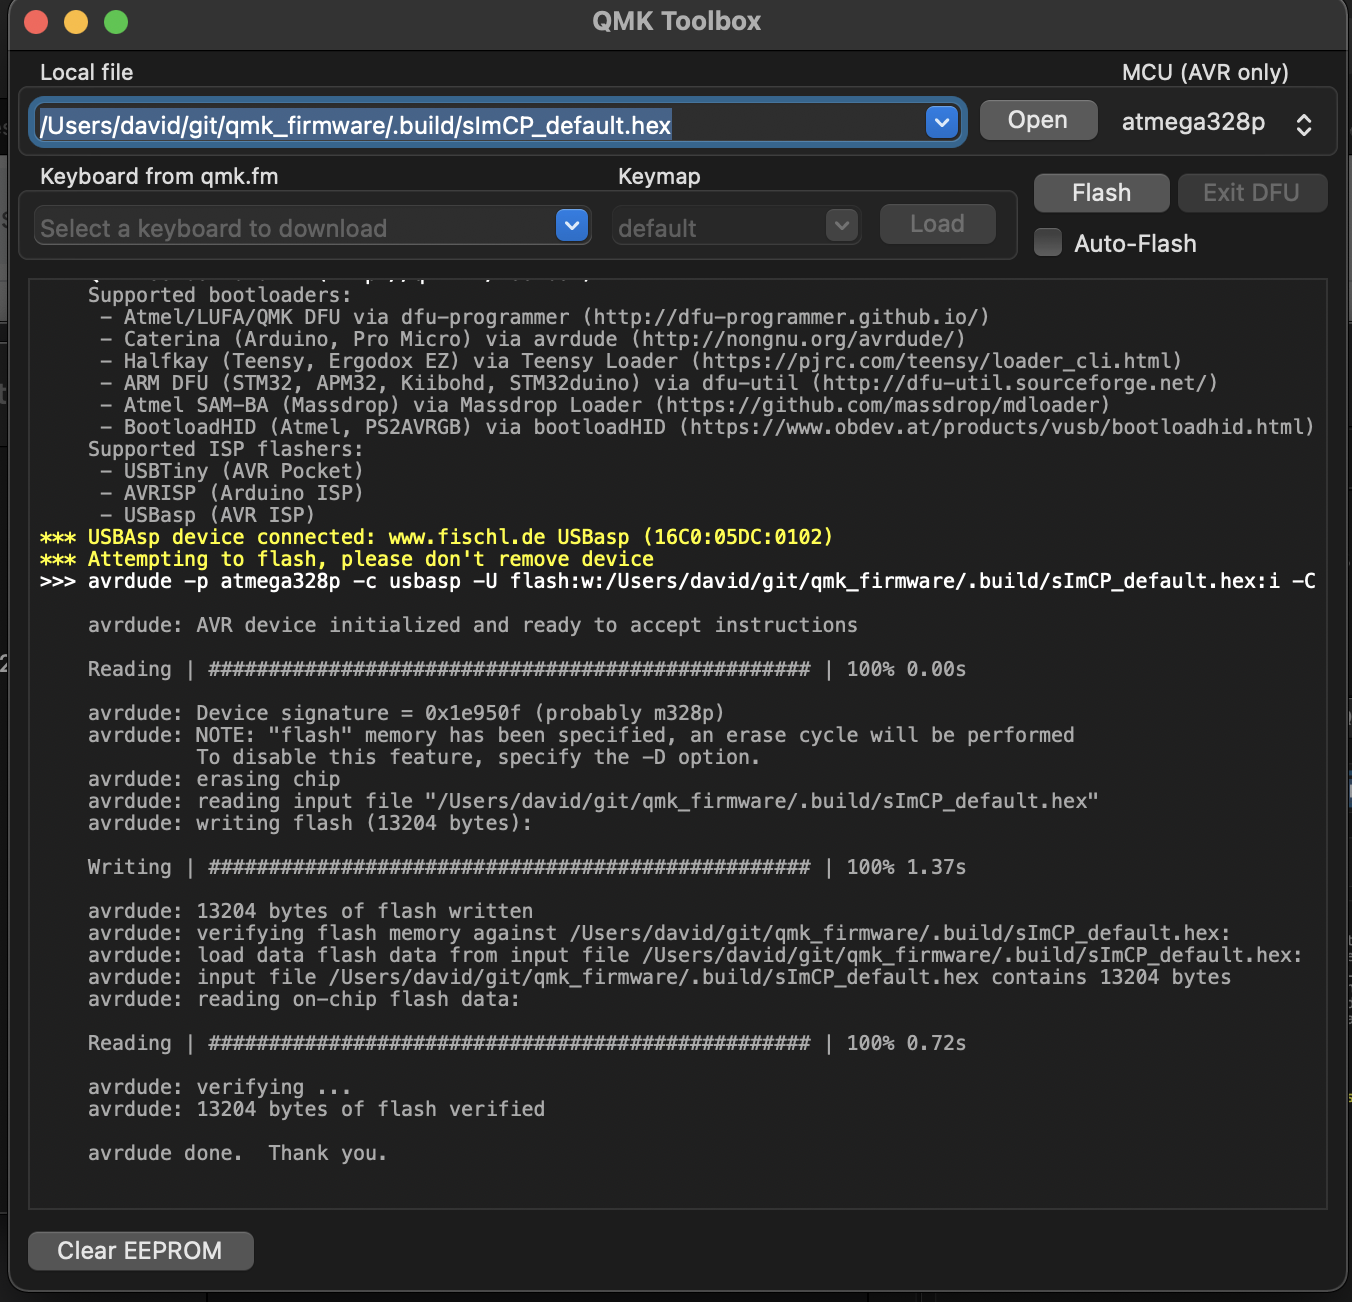 QMK Toolbox
Local file
MCU (AVR only)
/Users/david/git/qmk_firmware/.build/sImCP_default.hex
Open
atmega328p
Keyboard from qmk.fm
Keymap
Flash
Exit DFU
Select a keyboard to download
default
Load
Auto-Flash
Supported bootloaders:
– Atmel/LUFA/QMK DFU via dfu-programmer (http://dfu-programmer.github.io/)
– Caterina (Arduino, Pro Micro) via avrdude (http://nongnu.org/avrdude/)
– Halfkay (Teensy, Ergodox EZ) via Teensy Loader (https://pjrc.com/teensy/loader_cli.html)
– ARM DFU (STM32, APM32, Kiibohd, STM32duino) via dfu-util (http://dfu-util.sourceforge.net/)
– Atmel SAM-BA (Massdrop) via Massdrop Loader (https://github.com/massdrop/mdloader)
– BootloadHID (Atmel, PS2AVRGB) via bootloadHID (https://www.obdev.at/products/vusb/bootloadhid.html)
Supported ISP flashers:
– USBTiny (AVR Pocket)
– AVRISP (Arduino ISP)
– USBasp (AVR ISP)
*** USBAsp device connected: www.fischl.de USBasp (16C0:05DC:0102)
*** Attempting to flash, please don't remove device
>>> avrdude -p atmega328p -c usbasp -U flash:w:/Users/david/git/qmk_firmware/.build/sImCP_default.hex:i -C
avrdude: AVR device initialized and ready to accept instructions
Reading | ################################################## | 100% 0.00s
avrdude: Device signature = 0x1e950f (probably m328p)
avrdude: NOTE: "flash" memory has been specified, an erase cycle will be performed
To disable this feature, specify the -D option.
avrdude: erasing chip
avrdude: reading input file "/Users/david/git/qmk_firmware/.build/sImCP_default.hex"
avrdude: writing flash (13204 bytes):
Writing | ################################################## | 100% 1.37s
avrdude: 13204 bytes of flash written
avrdude: verifying flash memory against /Users/david/git/qmk_firmware/.build/sImCP_default.hex:
avrdude: load data flash data from input file /Users/david/git/qmk_firmware/.build/sImCP_default.hex:
avrdude: input file /Users/david/git/qmk_firmware/.build/sImCP_default.hex contains 13204 bytes
avrdude: reading on-chip flash data:
Reading | ################################################## | 100% 0.72s
avrdude: verifying ...
avrdude: 13204 bytes of flash verified
avrdude done.  Thank you.
Clear EEPROM